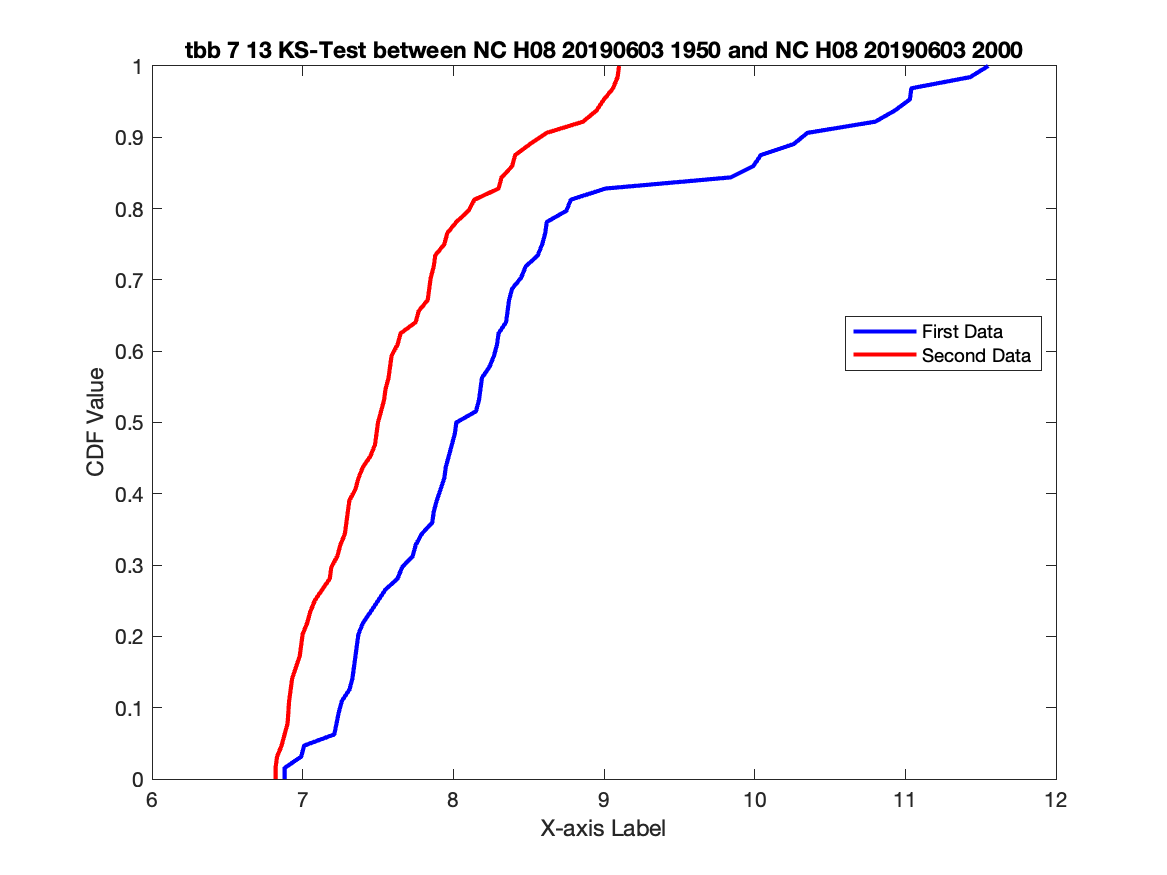 tbb 7 13 KS-Test between NC H08 20190603 1950 and NC H08 20190603 2000
1
0.9
0.8
0.7
0.6
0.5
0.4
0.3
0.2
0.1
0
CDF Value
First Data
Second Data
6 7 8 9 10 11 12
X-axis Label